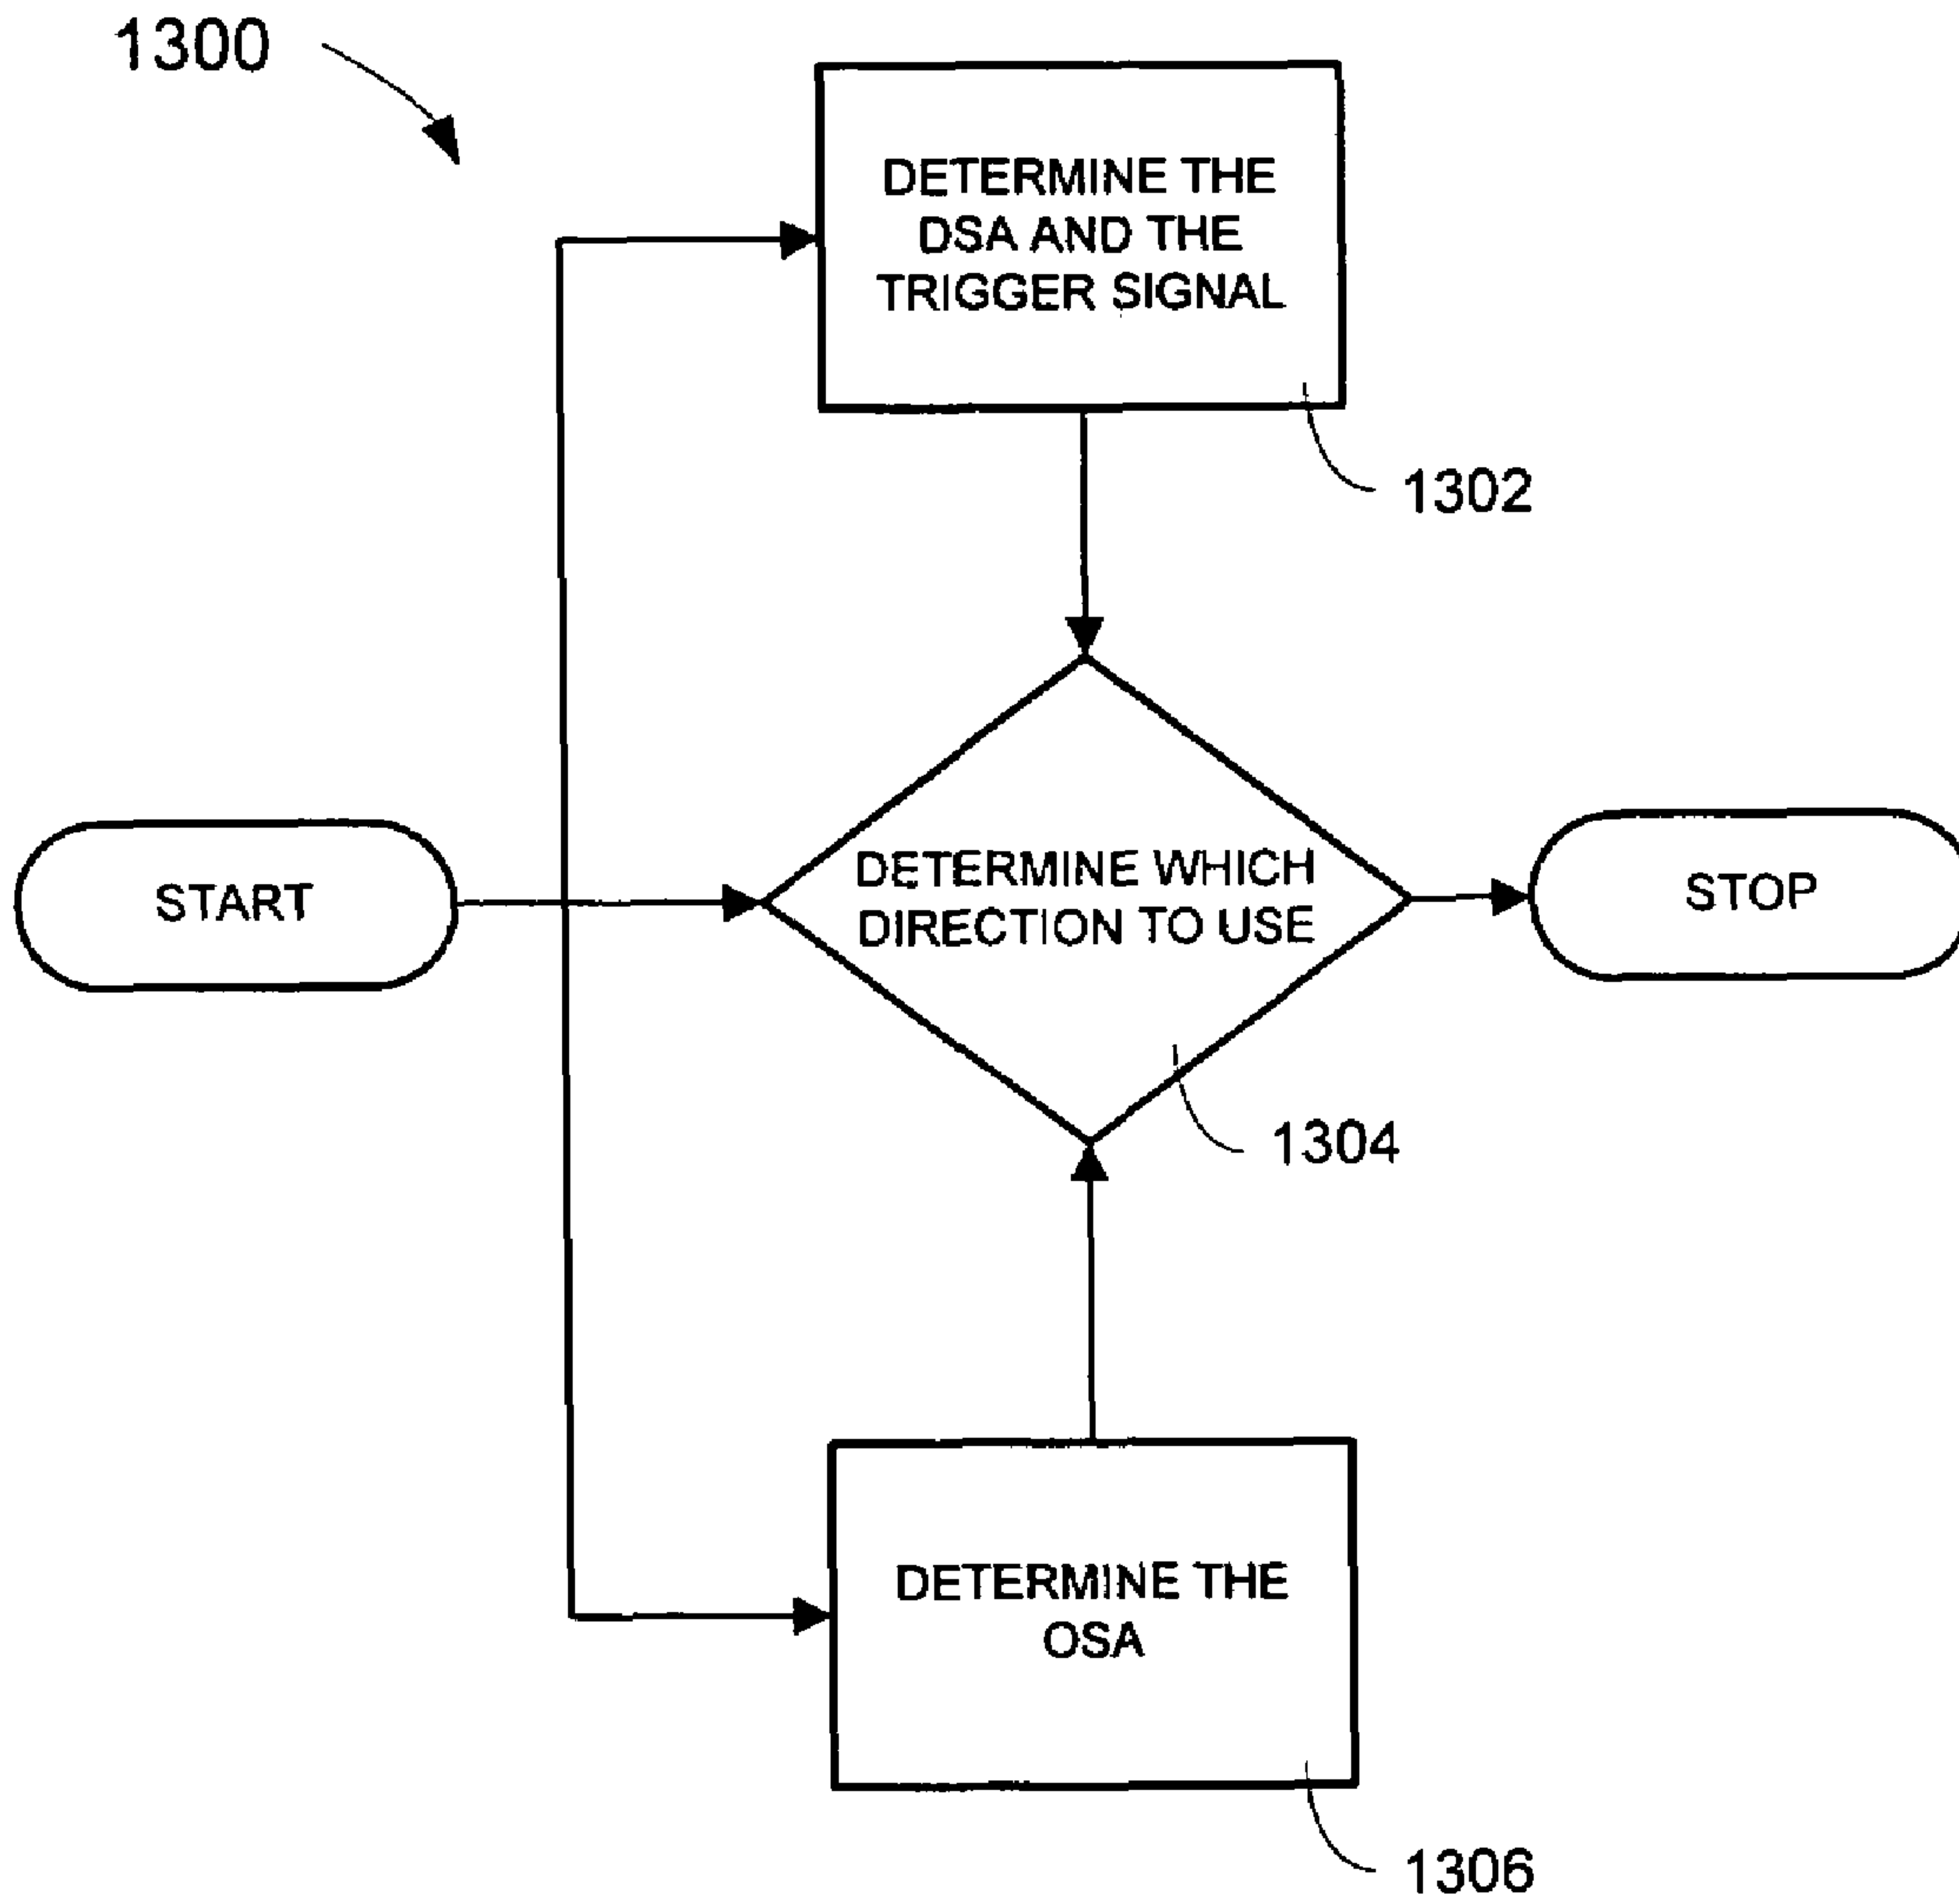 1300
DETERMINE THE
DSA AND THE
TRIGGER SIGNAL
1302
START
DETERMINE WHICH
DIRECTION TO USE
STOP
1304
DETERMINE THE
OSA
1306